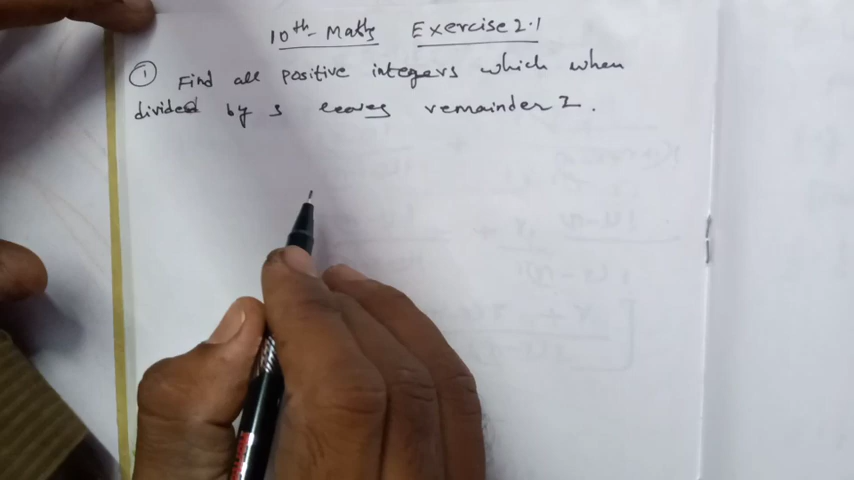 10th Maths Exercise 2.1
① Find all positive integers which when
divided by 3 leaves remainder 2.